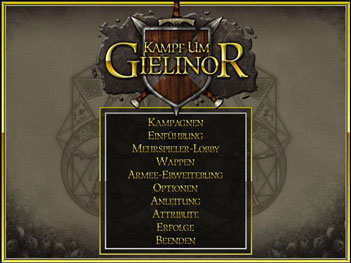 Kampf Um
Gielinor
Kampagnen
Einführung
Mehrspieler-Lobby
Wappen
Armee-Erweiterung
Optionen
Anleitung
Attribute
Erfolge
Beenden